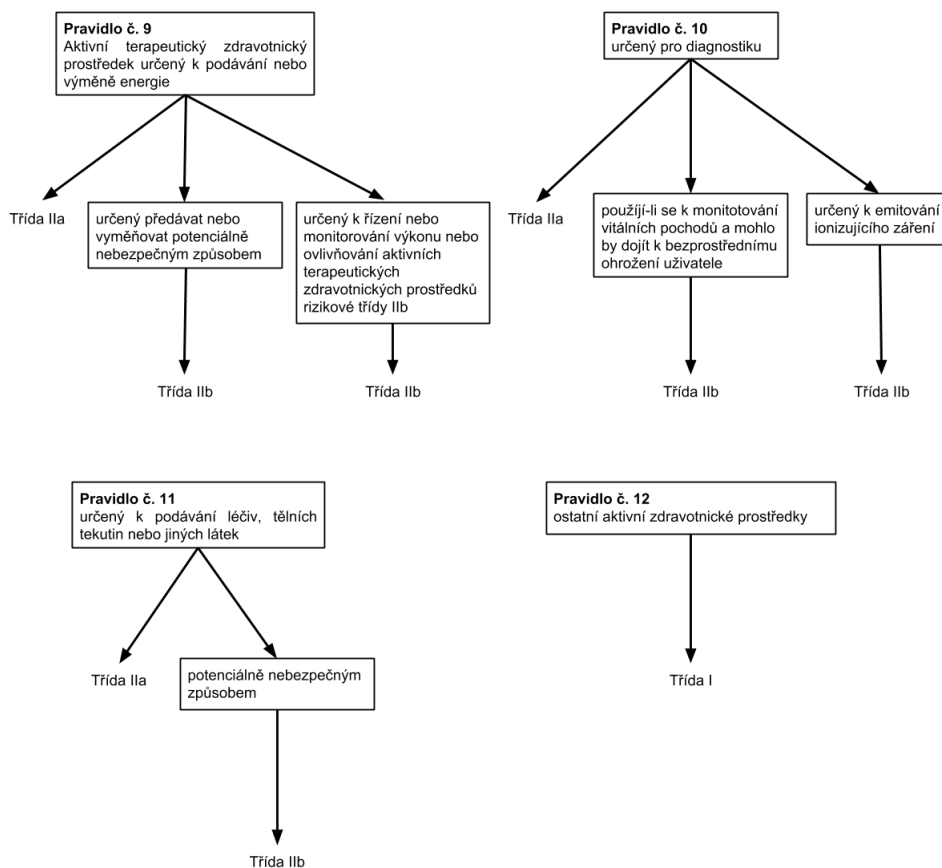 Pravidlo č. 9
Aktivní terapeutický zdravotnický
prostředek určený k podávání nebo
výměně energie
Třída IIa
určený předávat nebo
vyměňovat potenciálně
nebezpečným způsobem
Třída IIb
určený k řízení nebo
monitorování výkonu nebo
ovlivňování aktivních
terapeutických
zdravotnických prostředků
rizikové třídy IIb
Třída IIb
Pravidlo č. 10
určený pro diagnostiku
Třída IIa
použíjí-li se k monitotování
vitálních pochodů a mohlo
by dojít k bezprostřednímu
ohrožení uživatele
Třída IIb
určený k emitování
ionizujícího záření
Třída IIb
Pravidlo č. 11
určený k podávání léčiv, tělních
tekutin nebo jiných látek
Třída IIa
potenciálně nebezpečným
způsobem
Třída IIb
Pravidlo č. 12
ostatní aktivní zdravotnické prostředky
Třída I